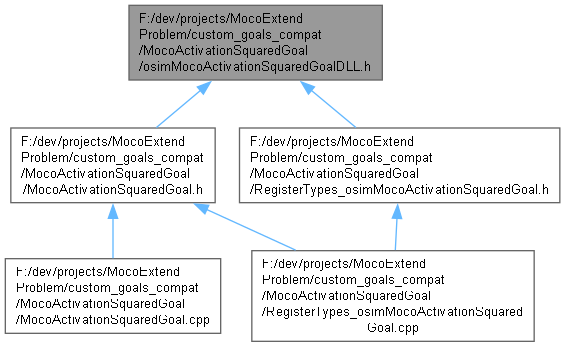 F:/dev/projects/MocoExtend
Problem/custom_goals_compat
/MocoActivationSquaredGoal
/osimMocoActivationSquaredGoalDLL.h
F:/dev/projects/MocoExtend
Problem/custom_goals_compat
/MocoActivationSquaredGoal
/MocoActivationSquaredGoal.h
F:/dev/projects/MocoExtend
Problem/custom_goals_compat
/MocoActivationSquaredGoal
/RegisterTypes_osimMocoActivationSquaredGoal.h
F:/dev/projects/MocoExtend
Problem/custom_goals_compat
/MocoActivationSquaredGoal
/MocoActivationSquaredGoal.cpp
F:/dev/projects/MocoExtend
Problem/custom_goals_compat
/MocoActivationSquaredGoal
/RegisterTypes_osimMocoActivationSquared
Goal.cpp